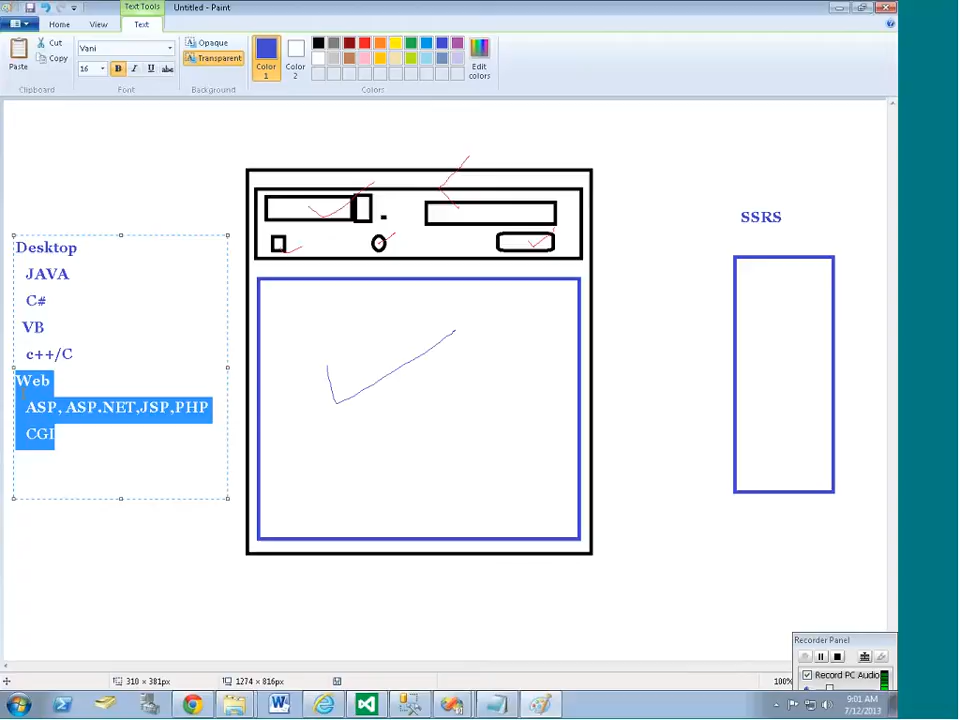 Text Tools
Untitled - Paint
Home View Text
Paste
Cut
Copy
Clipboard
Vani
16
B I U abc
Font
Opaque
Transparent
Background
Color 1
Color 2
Edit colors
Colors
Desktop
JAVA
C#
VB
c++/C
Web
ASP, ASP.NET,JSP,PHP
CGI
SSRS
Recorder Panel
Record PC Audio
310 × 381px
1274 × 816px
100%
9:01 AM
7/12/2013